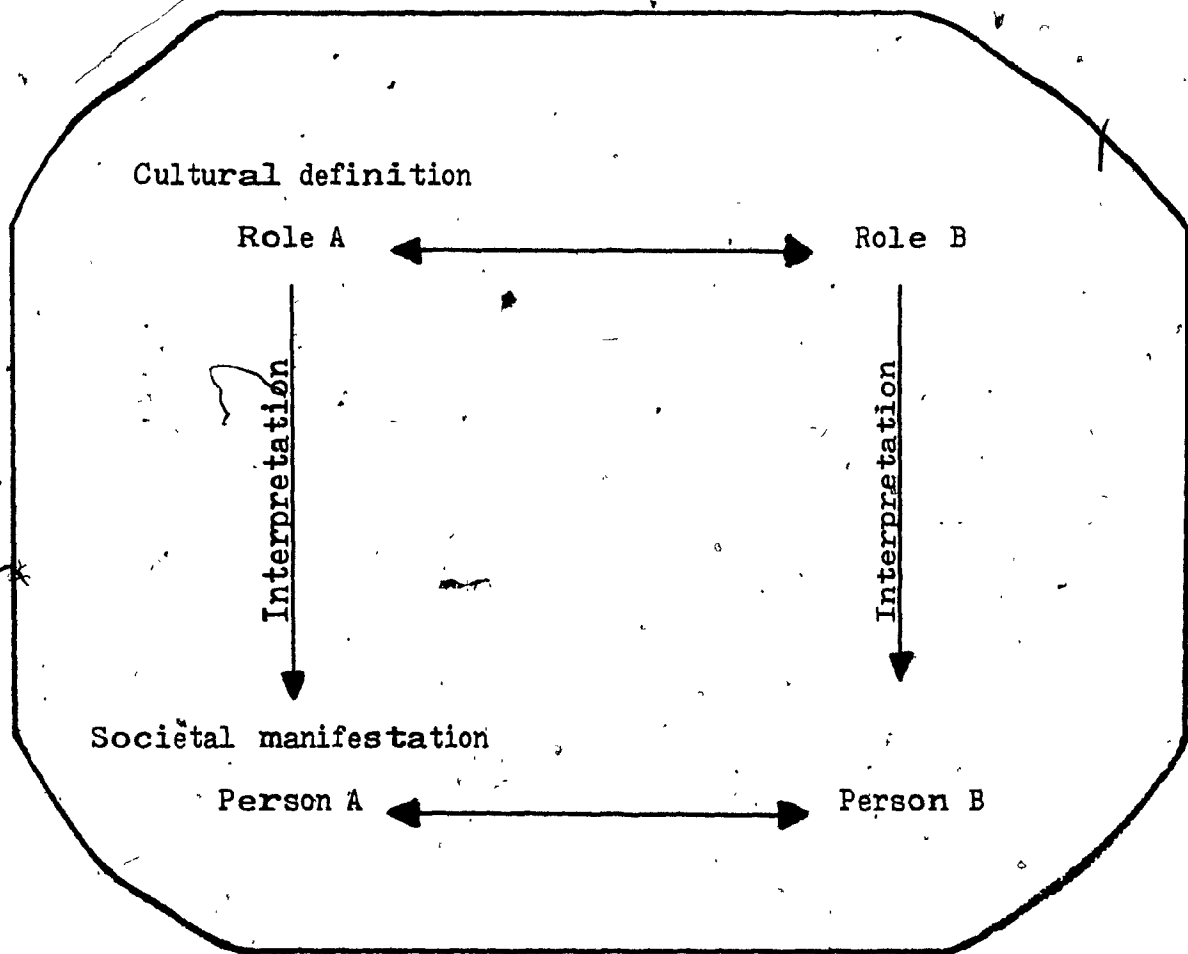 Cultural definition
Role A
Role B
Interpretation
Interpretation
Societal manifestation
Person A
Person B